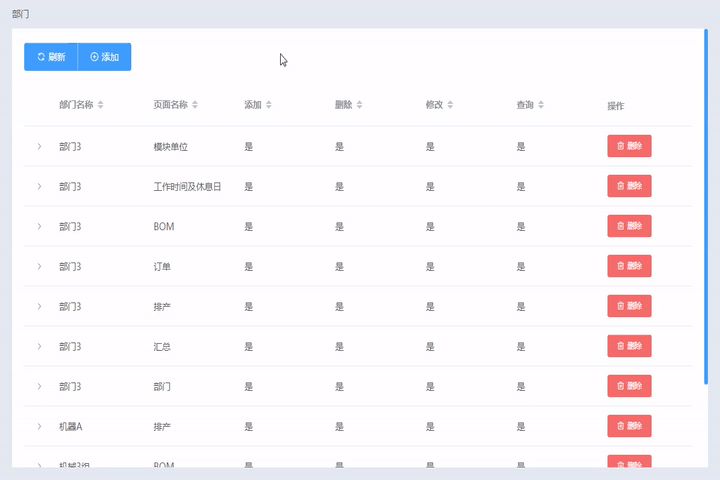 部门
刷新 添加
部门名称 页面名称 添加 删除 修改 查询 操作
部门3 模块单位 是 是 是 是 删除
部门3 工作时间及休息日 是 是 是 是 删除
部门3 BOM 是 是 是 是 删除
部门3 订单 是 是 是 是 删除
部门3 排产 是 是 是 是 删除
部门3 汇总 是 是 是 是 删除
部门3 部门 是 是 是 是 删除
机器A 排产 是 是 是 是 删除
机械3组 BOM 是 是 是 是 删除